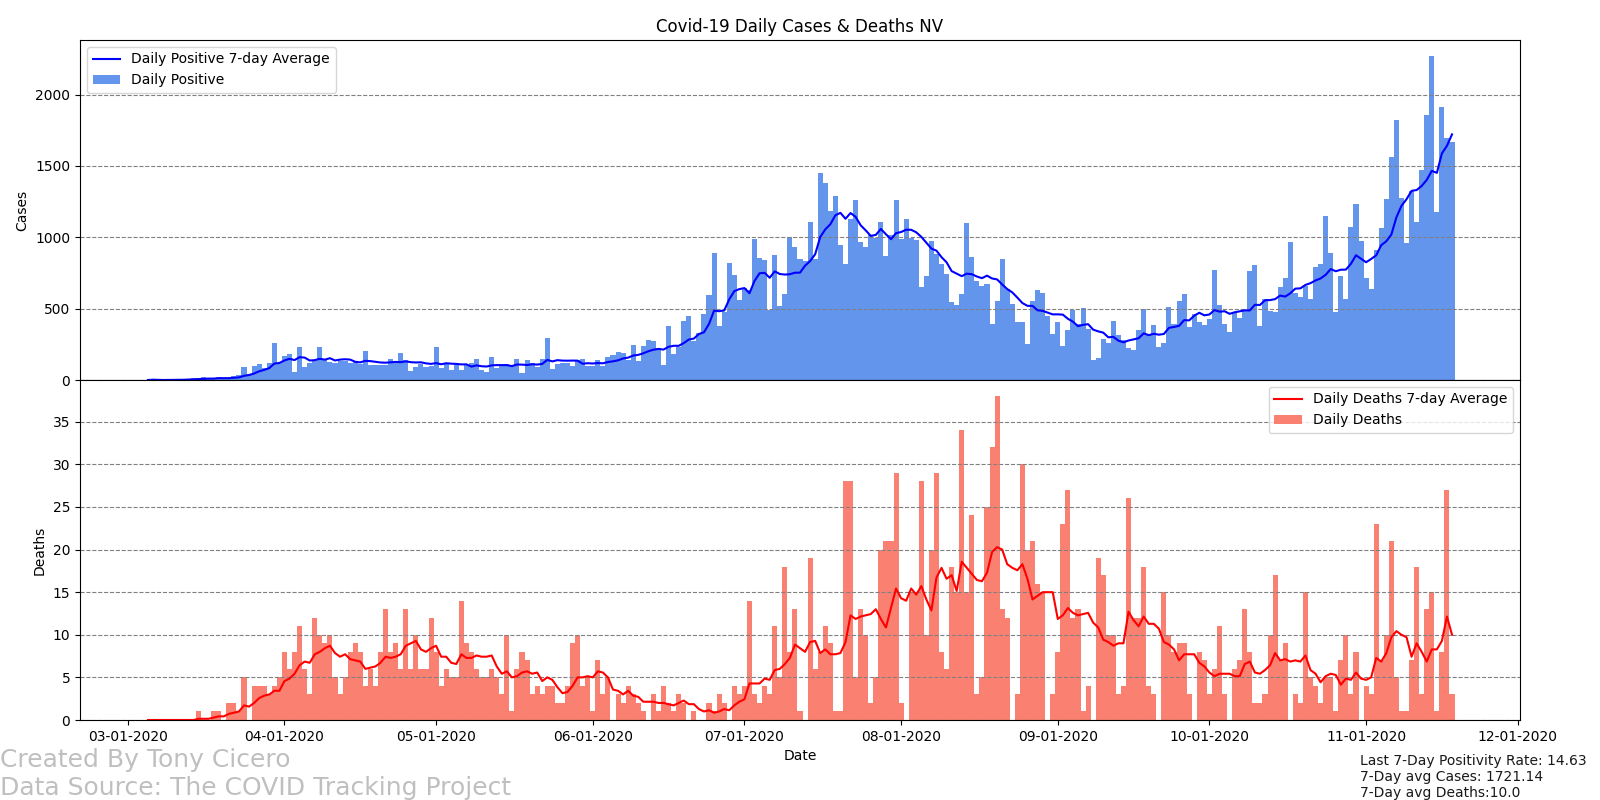 Covid-19 Daily Cases & Deaths NV
Daily Positive 7-day Average
Daily Positive
2000
1500
1000
500
0
Cases
Daily Deaths 7-day Average
Daily Deaths
35
30
25
20
15
10
5
0
Deaths
03-01-2020 04-01-2020 05-01-2020 06-01-2020 07-01-2020 08-01-2020 09-01-2020 10-01-2020 11-01-2020 12-01-2020
Date
Created By Tony Cicero
Data Source: The COVID Tracking Project
Last 7-Day Positivity Rate: 14.63
7-Day avg Cases: 1721.14
7-Day avg Deaths:10.0